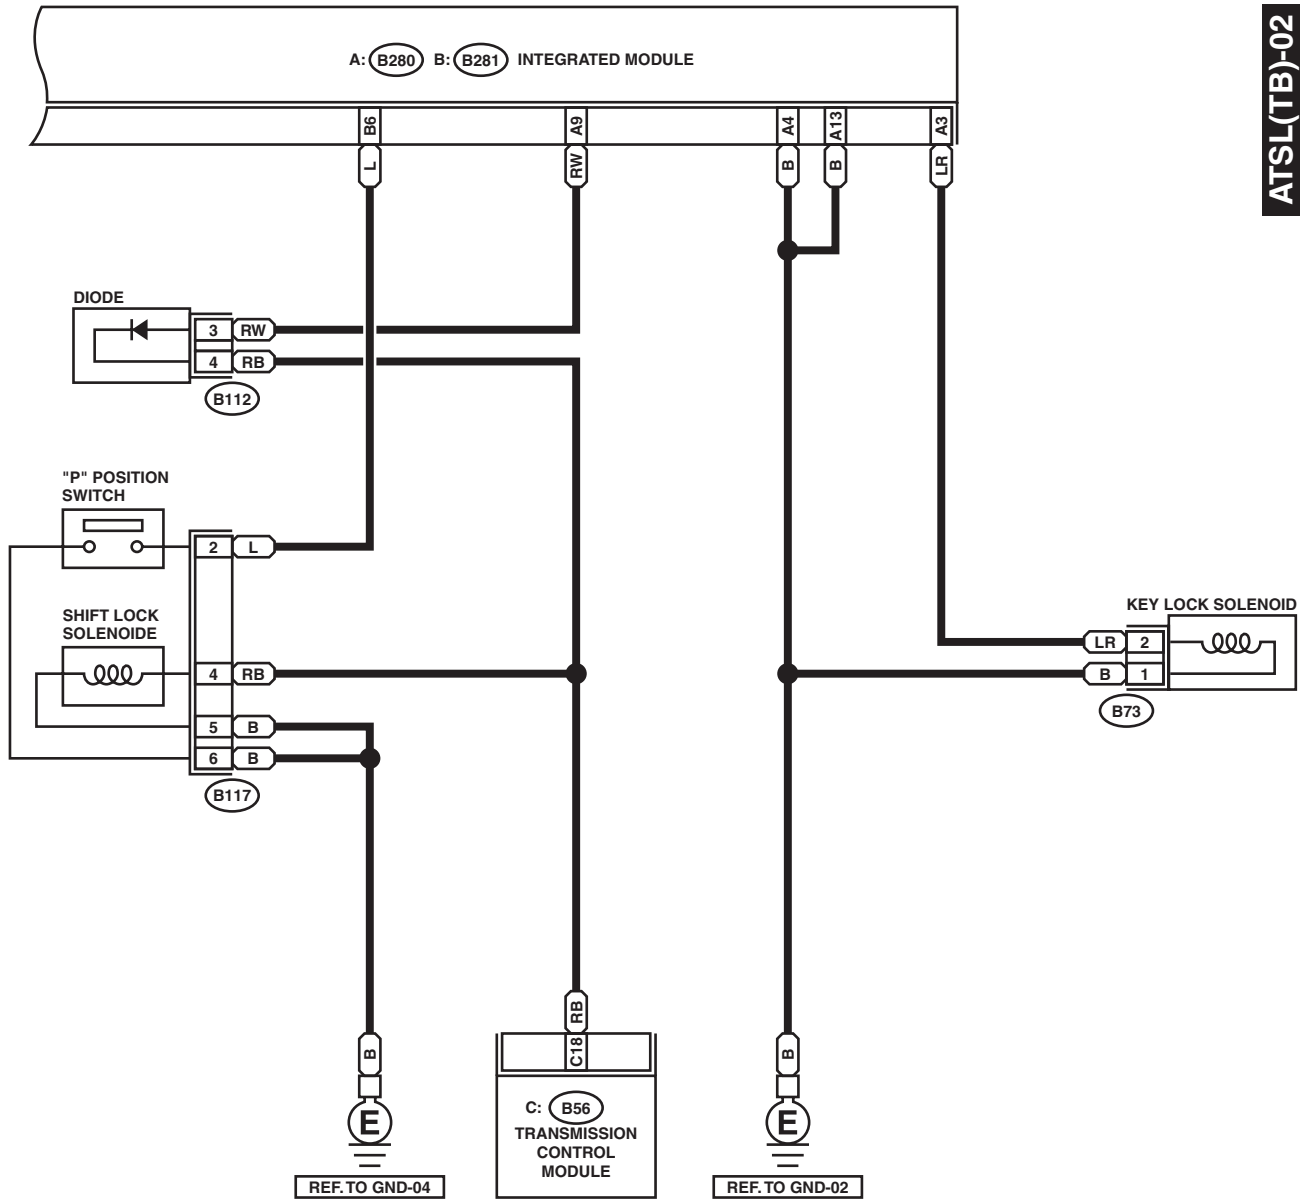 ATSL(TB)-02
A: B280 B: B281 INTEGRATED MODULE
B6 A9 A4 A13 A3
L RW B B LR
DIODE
3 RW
4 RB
B112
"P" POSITION
SWITCH
2 L
SHIFT LOCK
SOLENOIDE
KEY LOCK SOLENOID
LR 2
4 RB
B 1
B73
5 B
6 B
B117
RB
C18
B
B
C: B56
E
E
TRANSMISSION
CONTROL
MODULE
REF. TO GND-04
REF. TO GND-02